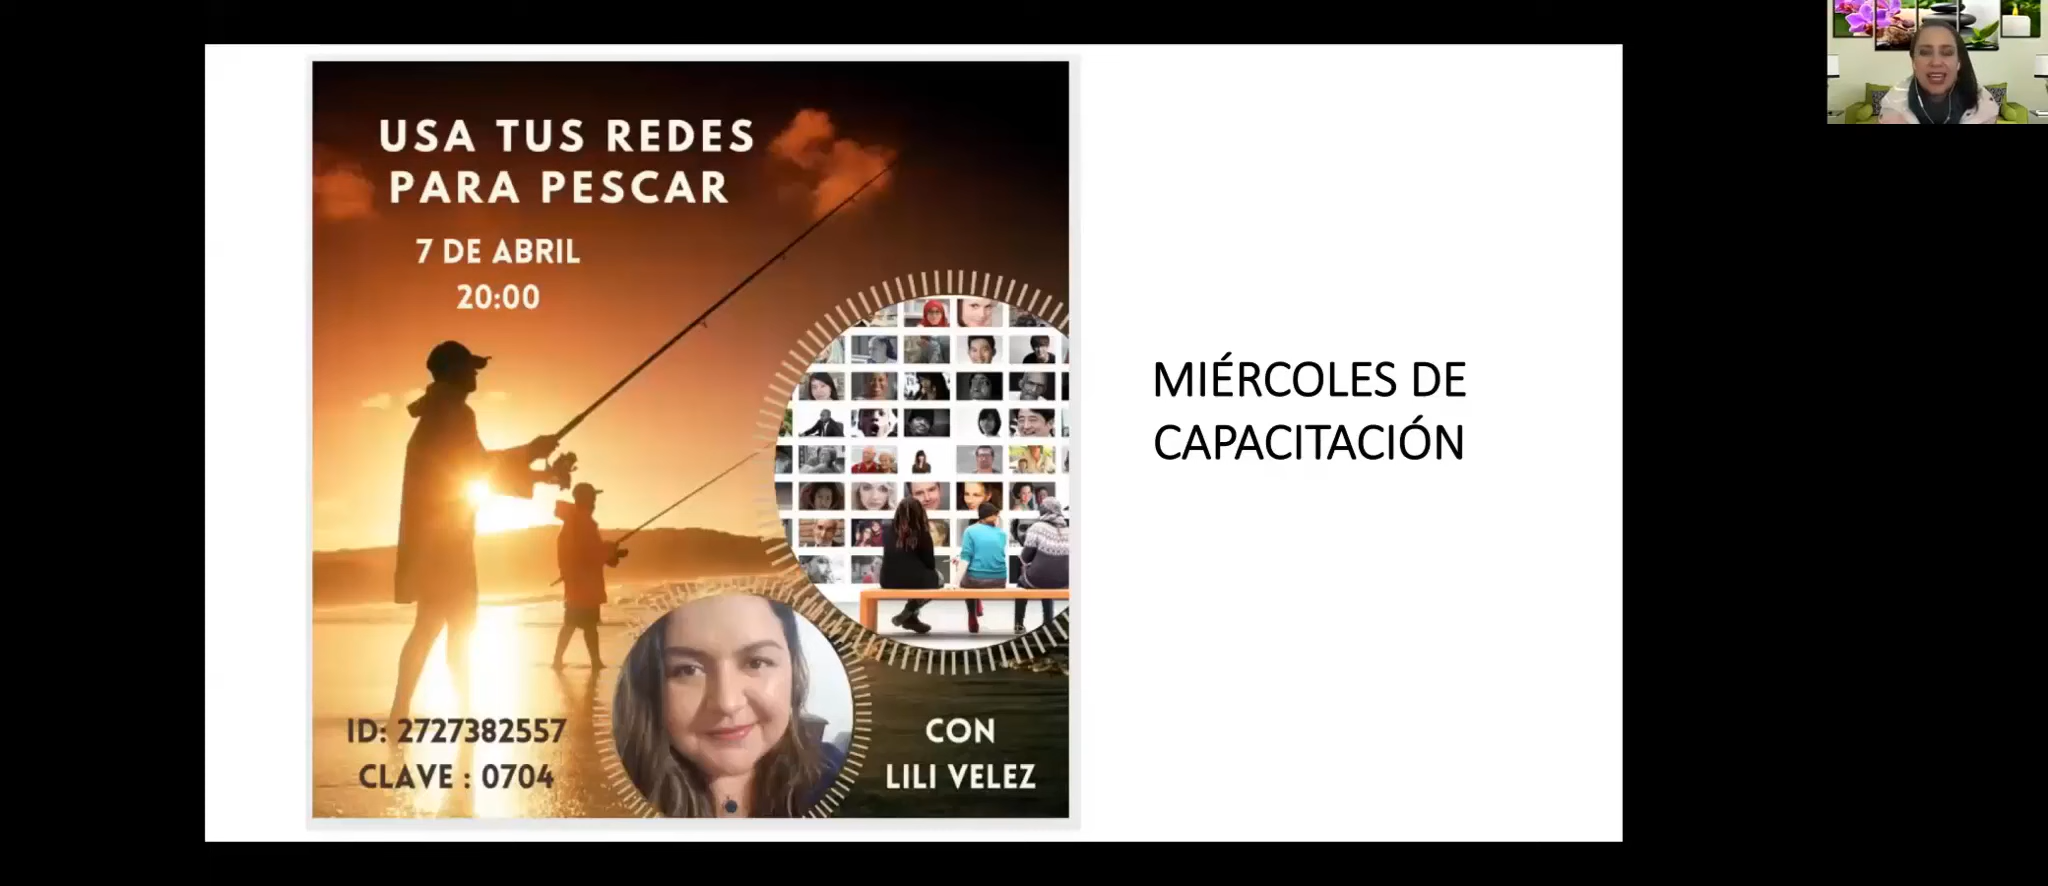 USA TUS REDES
PARA PESCAR
7 DE ABRIL
20:00
ID: 2727382557
CLAVE : 0704
CON
LILI VELEZ
MIÉRCOLES DE
CAPACITACIÓN